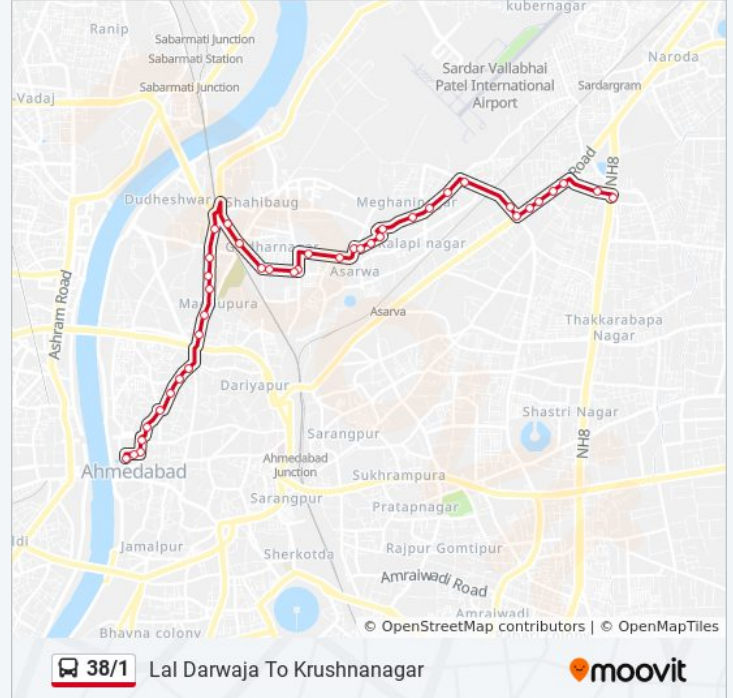 kubernagar
Ranip
Sabarmati Junction
Sabarmati Station
Sabarmati Junction
Naroda
Sardar Vallabhai
Patel International
Airport
Sardargram
-Vadaj
Road
NH8
Dudheshwar
Shahibaug
Meghaninagar
Kalapi nagar
Asarwa
Asarva
Ashram Road
Thakkarabapa
Nagar
Dariyapur
Shastri Nagar
NH8
Sarangpur
Ahmedabad
Ahmedabad
Junction
Sukhrampura
Sarangpur
Pratapnagar
Jamalpur
Sherkotda
Rajpur Gomtipur
Amraiwadi Road
Amraiwadi
Bhavna colony
© OpenStreetMap contributors | © OpenMapTiles
38/1 Lal Darwaja To Krushnanagar
moovit